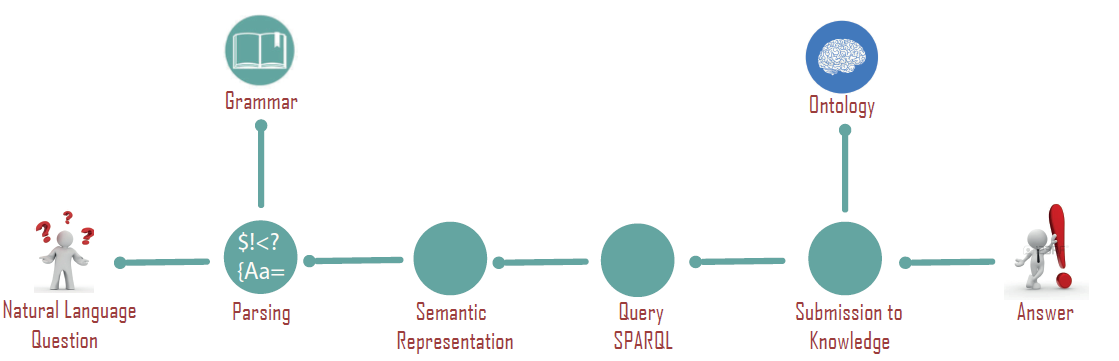 Grammar
Ontology
$!<?
{Aa=
Natural Language
Question
Parsing
Semantic
Representation
Query
SPARQL
Submission to
Knowledge
Answer